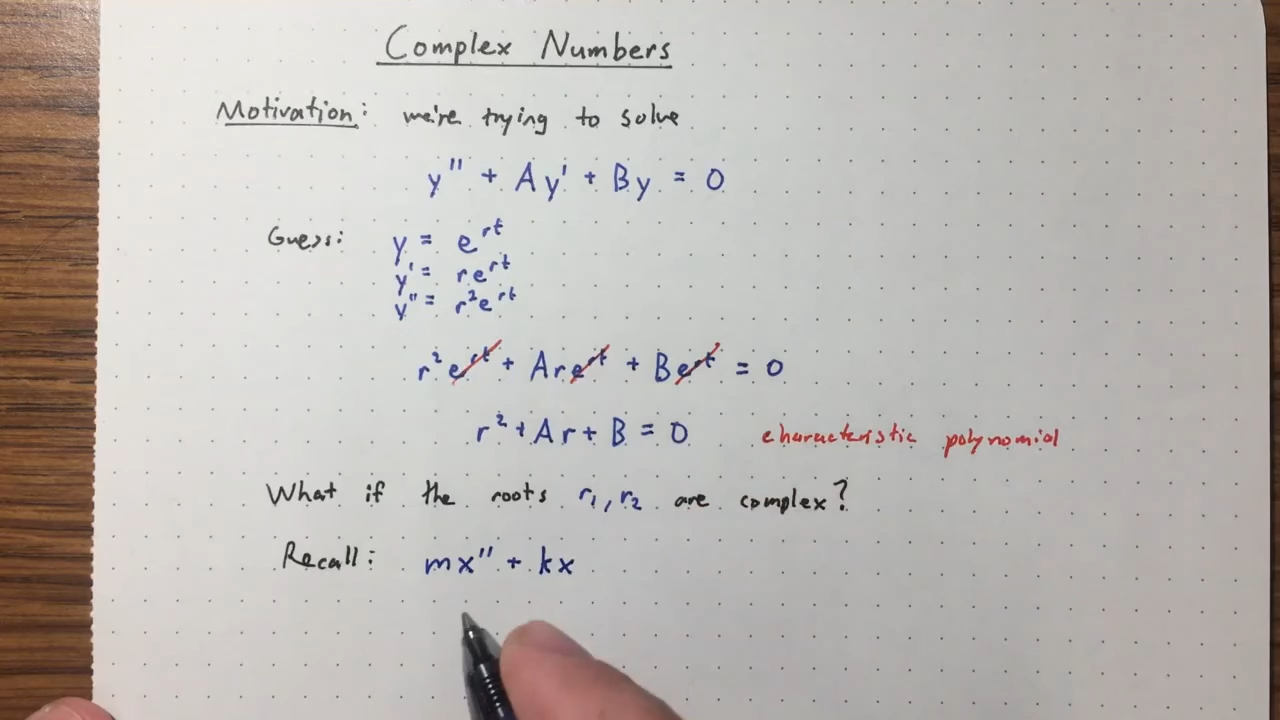 Complex Numbers
Motivation: we're trying to solve
y'' + Ay' + By = 0
Guess: y = e^rt
y' = re^rt
y'' = r²e^rt
r²e^rt + Are^rt + Be^rt = 0
r² + Ar + B = 0 characteristic polynomial
What if the roots r₁, r₂ are complex?
Recall: mx'' + kx